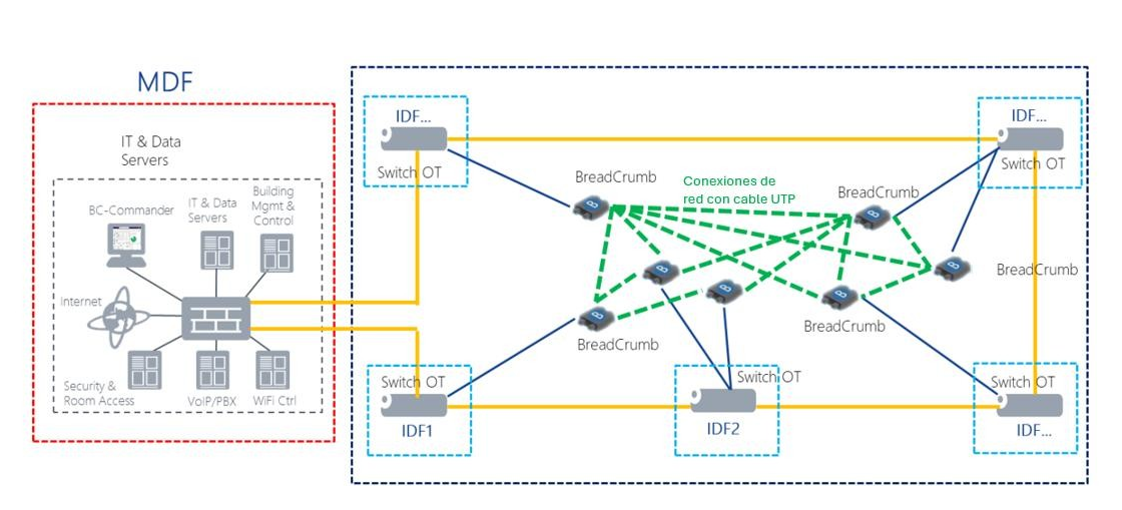 MDF
IT & Data
Servers
BC-Commander
IT & Data
Servers
Building
Mgmt &
Control
Internet
Security &
Room Access
VoIP/PBX
WiFi Ctrl
IDF...
Switch OT
IDF...
Switch OT
BreadCrumb
Conexiones de
red con cable UTP
BreadCrumb
BreadCrumb
BreadCrumb
BreadCrumb
Switch OT
IDF1
Switch OT
IDF2
Switch OT
IDF...